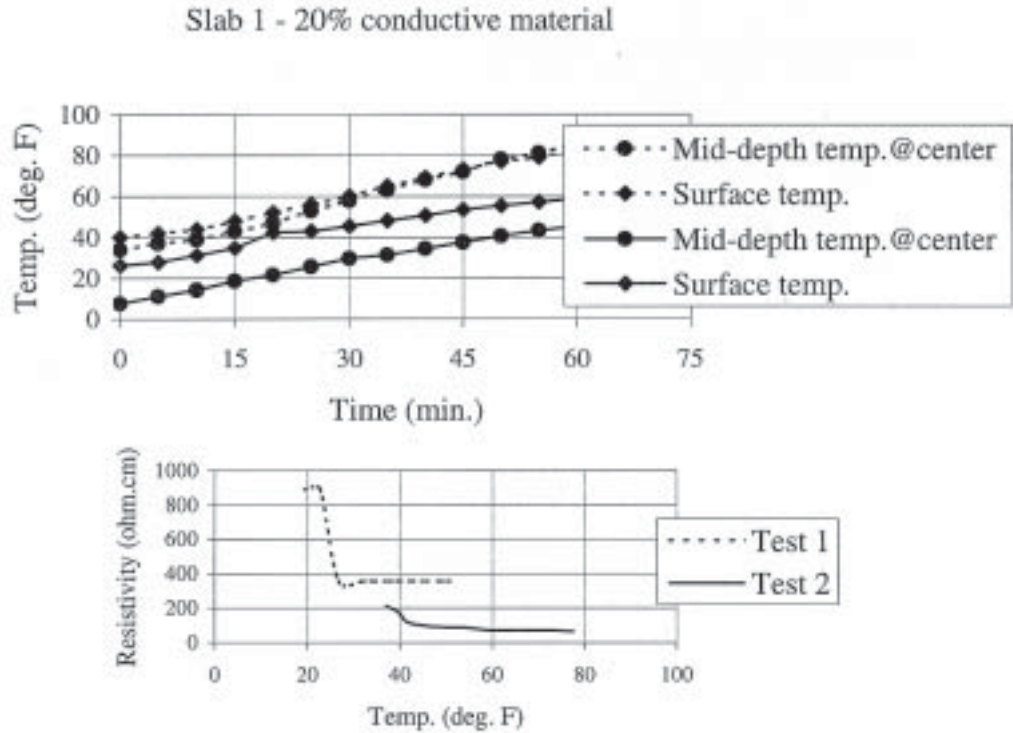 Slab 1 - 20% conductive material
Temp. (deg. F)
100
80
60
40
20
0
0 15 30 45 60 75
Time (min.)
Mid-depth temp.@center
Surface temp.
Mid-depth temp.@center
Surface temp.
Resistivity (ohm.cm)
1000
800
600
400
200
0
0 20 40 60 80 100
Temp. (deg. F)
Test 1
Test 2